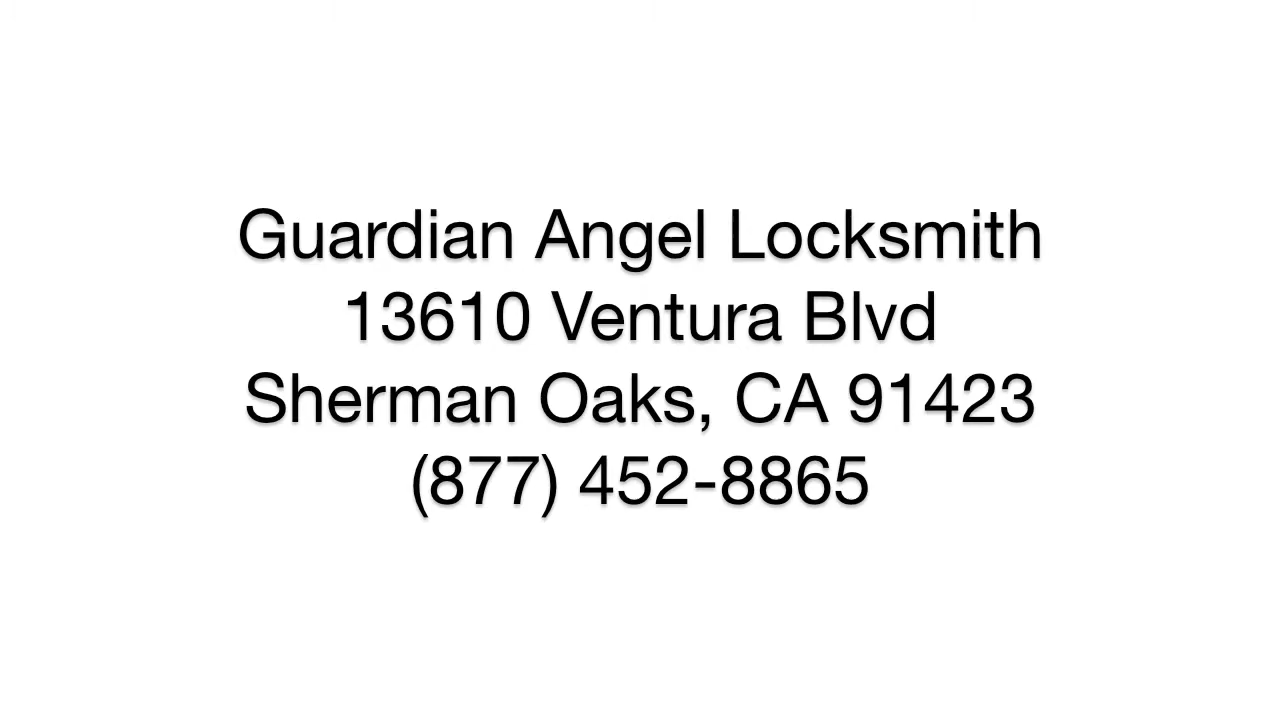 Guardian Angel Locksmith
13610 Ventura Blvd
Sherman Oaks, CA 91423
(877) 452-8865